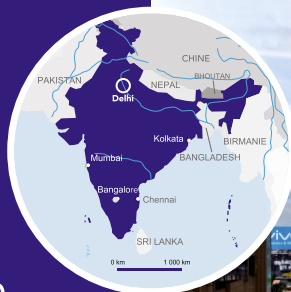 CHINE
PAKISTAN
BHOUTAN
NEPAL
Delhi
Kolkata
BIRMANIE
BANGLADESH
Mumbai
Bangalore
Chennai
SRI LANKA
0 km 1 000 km